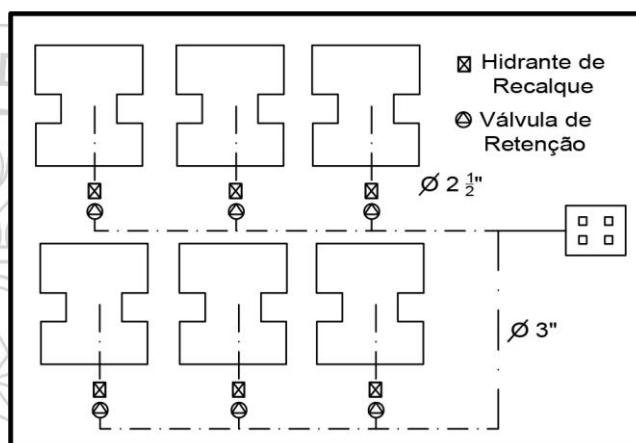 Hidrante de
Recalque
Válvula de
Retenção
Ø 2 ½"
Ø 3"